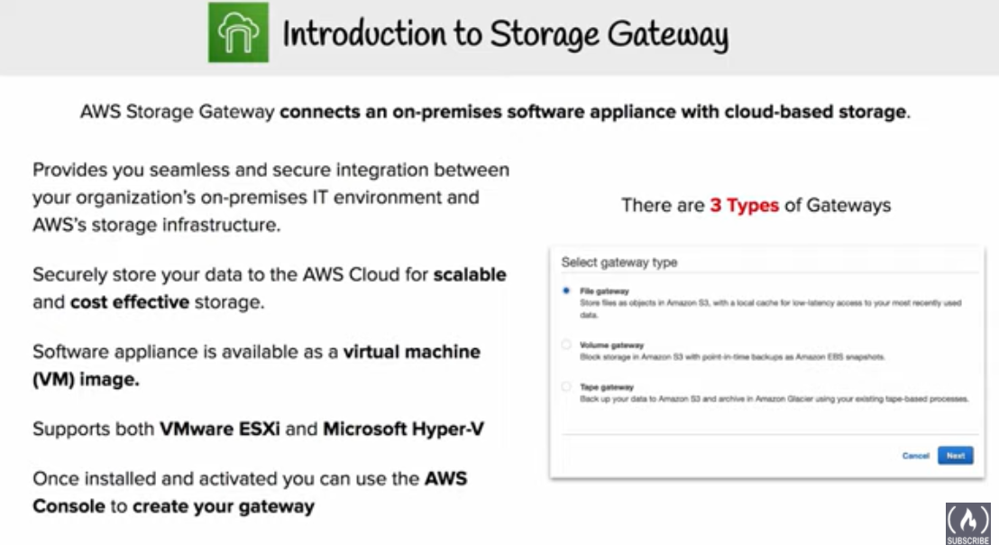 Introduction to Storage Gateway
AWS Storage Gateway connects an on-premises software appliance with cloud-based storage.
Provides you seamless and secure integration between
your organization's on-premises IT environment and
AWS's storage infrastructure.
Securely store your data to the AWS Cloud for scalable
and cost effective storage.
Software appliance is available as a virtual machine
(VM) image.
Supports both VMware ESXi and Microsoft Hyper-V
Once installed and activated you can use the AWS
Console to create your gateway
There are 3 Types of Gateways
Select gateway type
File gateway
Store files as objects in Amazon S3, with a local cache for low-latency access to your most recently used
data.
Volume gateway
Block storage in Amazon S3 with point-in-time backups as Amazon EBS snapshots.
Tape gateway
Back up your data to Amazon S3 and archive in Amazon Glacier using your existing tape-based processes.
Cancel Next
SUBSCRIBE